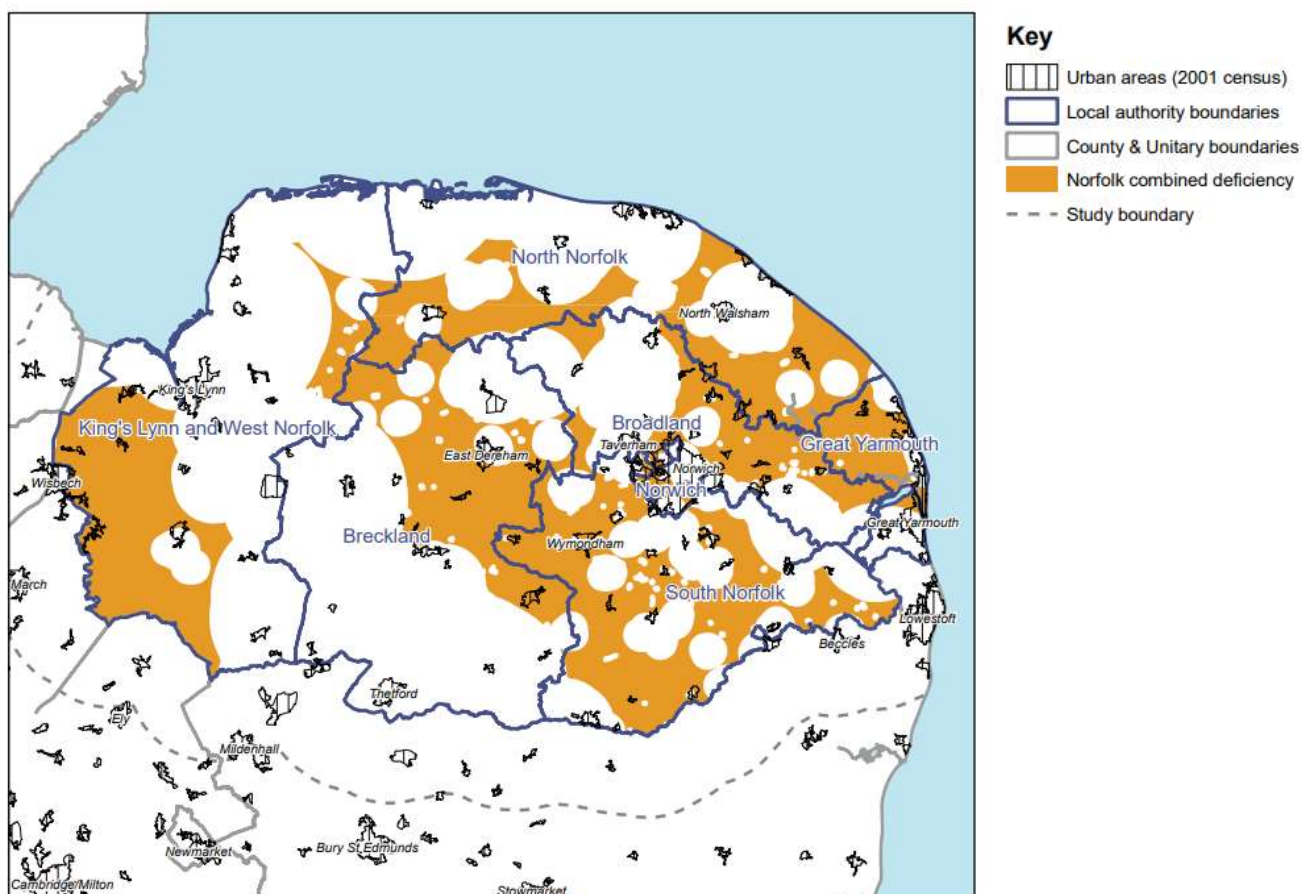 Key
Urban areas (2001 census)
Local authority boundaries
County & Unitary boundaries
Norfolk combined deficiency
Study boundary
North Norfolk
North Walsham
King's Lynn
King's Lynn and West Norfolk
Broadland
Taverham
Great Yarmouth
East Dereham
Norwich
Wisbech
Norwich
Great Yarmouth
Breckland
Wymondham
March
South Norfolk
Lowestoft
Beccles
Thetford
Ely
Mildenhall
Newmarket
Bury St.Edmunds
Cambridge/Milton
Stowmarket